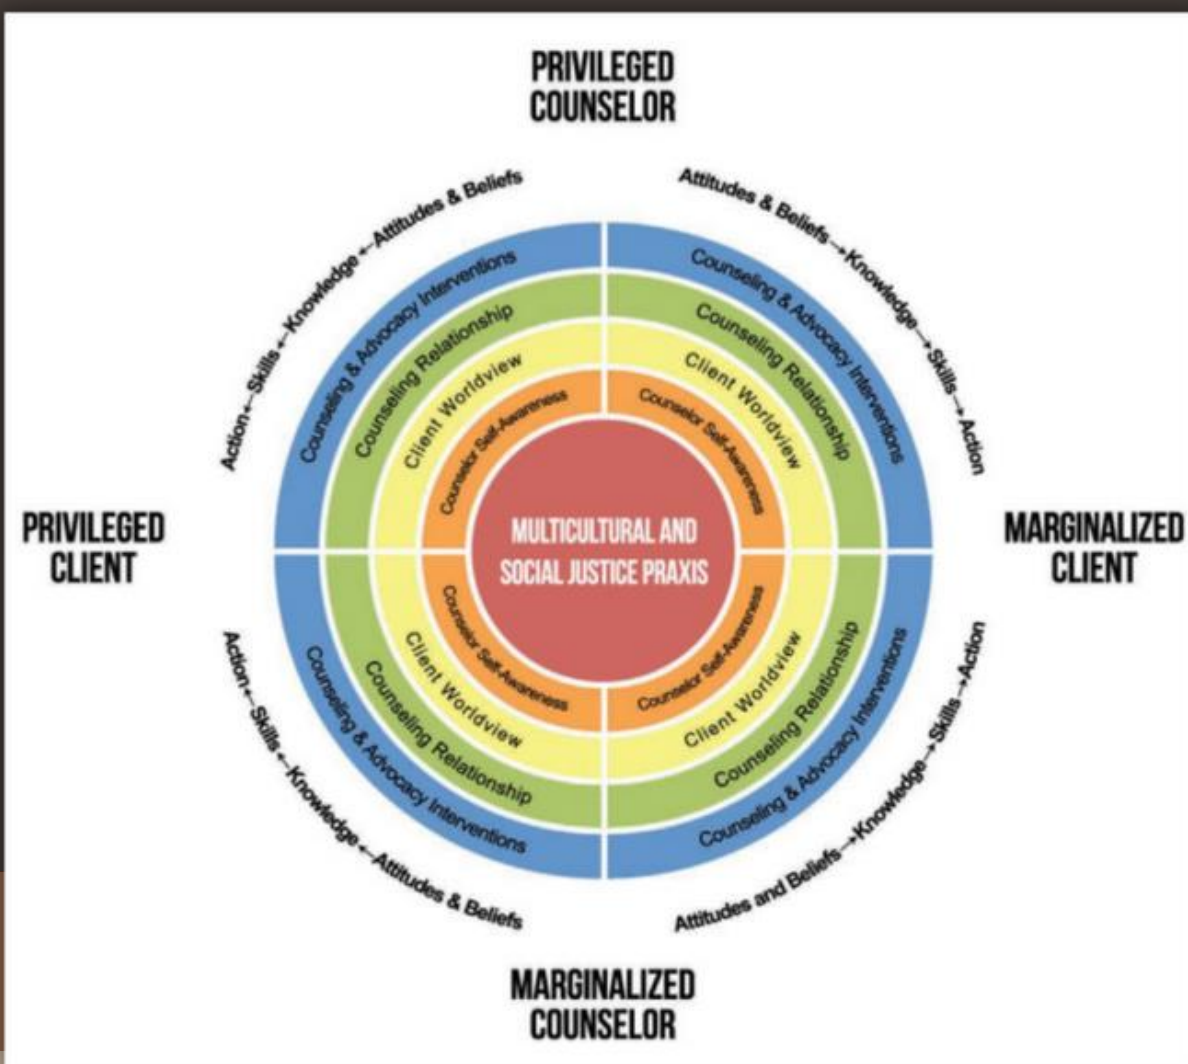 PRIVILEGED
COUNSELOR
Action←Skills←Knowledge←Attitudes & Beliefs
Attitudes & Beliefs→Knowledge→Skills→Action
Counseling & Advocacy Interventions
Counseling & Advocacy Interventions
Counseling Relationship
Counseling Relationship
Client Worldview
Client Worldview
Counselor Self-Awareness
Counselor Self-Awareness
PRIVILEGED
CLIENT
MULTICULTURAL AND
SOCIAL JUSTICE PRAXIS
MARGINALIZED
CLIENT
Counselor Self-Awareness
Counselor Self-Awareness
Client Worldview
Client Worldview
Counseling Relationship
Counseling Relationship
Counseling & Advocacy Interventions
Counseling & Advocacy Interventions
Action←Skills←Knowledge←Attitudes & Beliefs
Attitudes and Beliefs→Knowledge→Skills→Action
MARGINALIZED
COUNSELOR